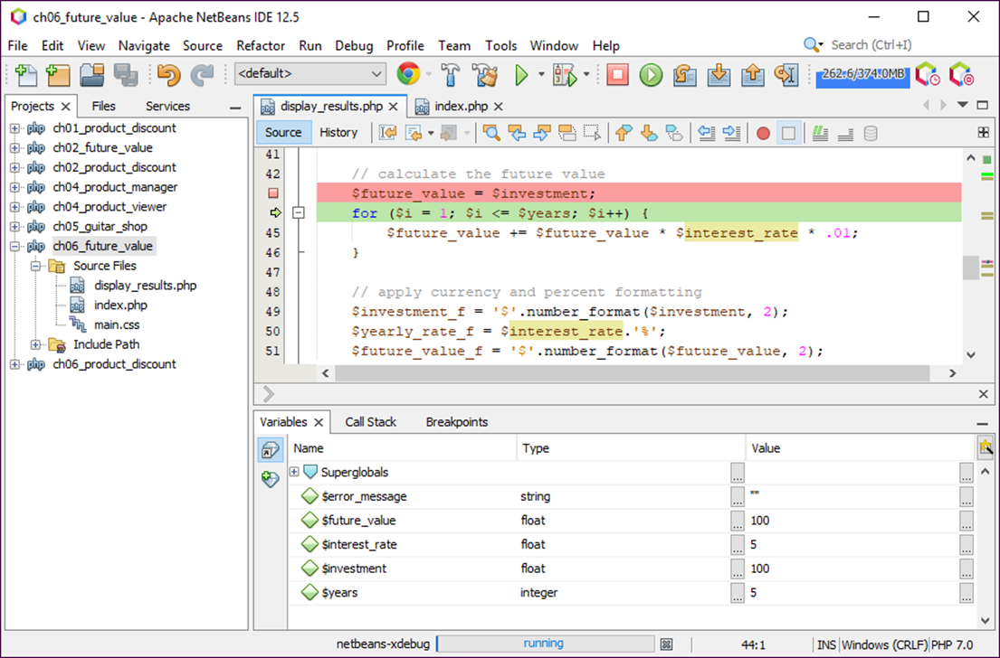 ch06_future_value - Apache NetBeans IDE 12.5
File Edit View Navigate Source Refactor Run Debug Profile Team Tools Window Help
Search (Ctrl+I)
<default>
262.6/374.0MB
Projects Files Services
ch01_product_discount
ch02_future_value
ch02_product_discount
ch04_product_manager
ch04_product_viewer
ch05_guitar_shop
ch06_future_value
Source Files
display_results.php
index.php
main.css
Include Path
ch06_product_discount
display_results.php index.php
Source History
41
42 // calculate the future value
$future_value = $investment;
for ($i = 1; $i <= $years; $i++) {
45 $future_value += $future_value * $interest_rate * .01;
46 }
47
48 // apply currency and percent formatting
49 $investment_f = '$'.number_format($investment, 2);
50 $yearly_rate_f = $interest_rate.'%';
51 $future_value_f = '$'.number_format($future_value, 2);
Variables Call Stack Breakpoints
Name Type Value
Superglobals ... ...
$error_message string ... "" ...
$future_value float ... 100 ...
$interest_rate float ... 5 ...
$investment float ... 100 ...
$years integer ... 5 ...
netbeans-xdebug running 44:1 INS Windows (CRLF) PHP 7.0